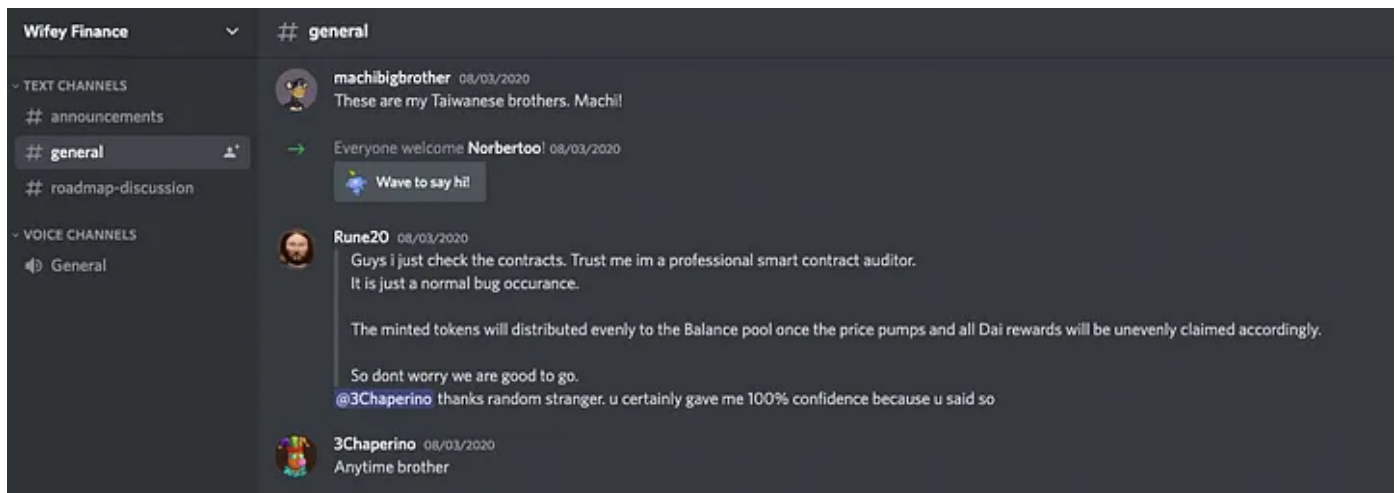 Wifey Finance
# general
TEXT CHANNELS
# announcements
# general
# roadmap-discussion
VOICE CHANNELS
General
machibigbrother 08/03/2020
These are my Taiwanese brothers. Machi!
Everyone welcome Norbertoo! 08/03/2020
Wave to say hi!
Rune20 08/03/2020
Guys i just check the contracts. Trust me im a professional smart contract auditor.
It is just a normal bug occurance.
The minted tokens will distributed evenly to the Balance pool once the price pumps and all Dai rewards will be unevenly claimed accordingly.
So dont worry we are good to go.
@3Chaperino thanks random stranger. u certainly gave me 100% confidence because u said so
3Chaperino 08/03/2020
Anytime brother